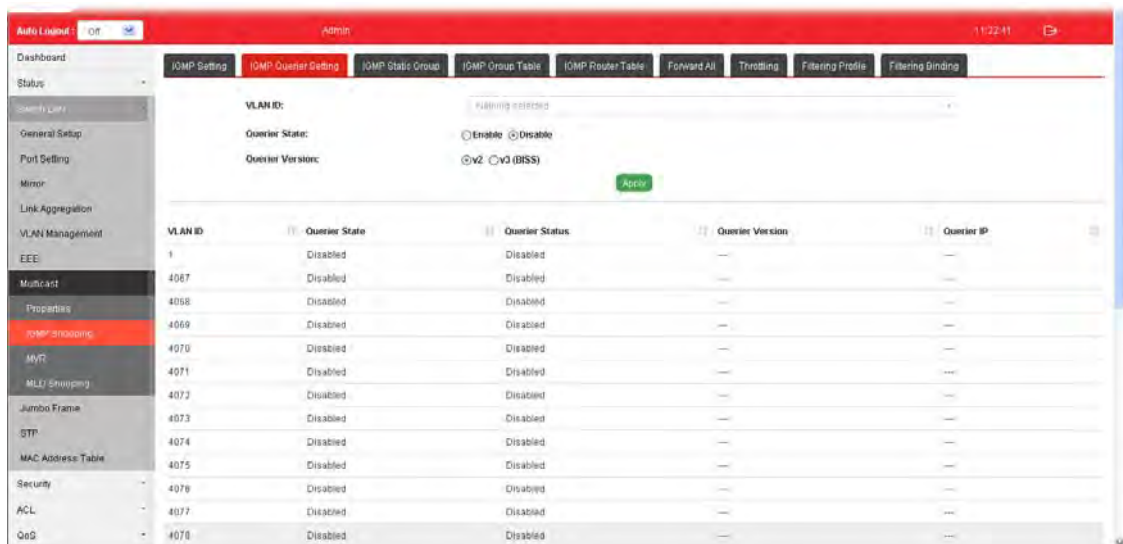 Auto Logout : Off Admin 11:22:41
Dashboard
Status
Switch LAN
General Setup
Port Setting
Mirror
Link Aggregation
VLAN Management
EEE
Multicast
Properties
IGMP Snooping
MVR
MLD Snooping
Jumbo Frame
STP
MAC Address Table
Security
ACL
QoS
IGMP Setting IGMP Querier Setting IGMP Static Group IGMP Group Table IGMP Router Table Forward All Throttling Filtering Profile Filtering Binding
VLAN ID: Nothing selected
Querier State: Enable Disable
Querier Version: v2 v3 (BISS)
Apply
VLAN ID Querier State Querier Status Querier Version Querier IP
1 Disabled Disabled --- ---
4067 Disabled Disabled --- ---
4068 Disabled Disabled --- ---
4069 Disabled Disabled --- ---
4070 Disabled Disabled --- ---
4071 Disabled Disabled --- ---
4072 Disabled Disabled --- ---
4073 Disabled Disabled --- ---
4074 Disabled Disabled --- ---
4075 Disabled Disabled --- ---
4076 Disabled Disabled --- ---
4077 Disabled Disabled --- ---
4078 Disabled Disabled --- ---